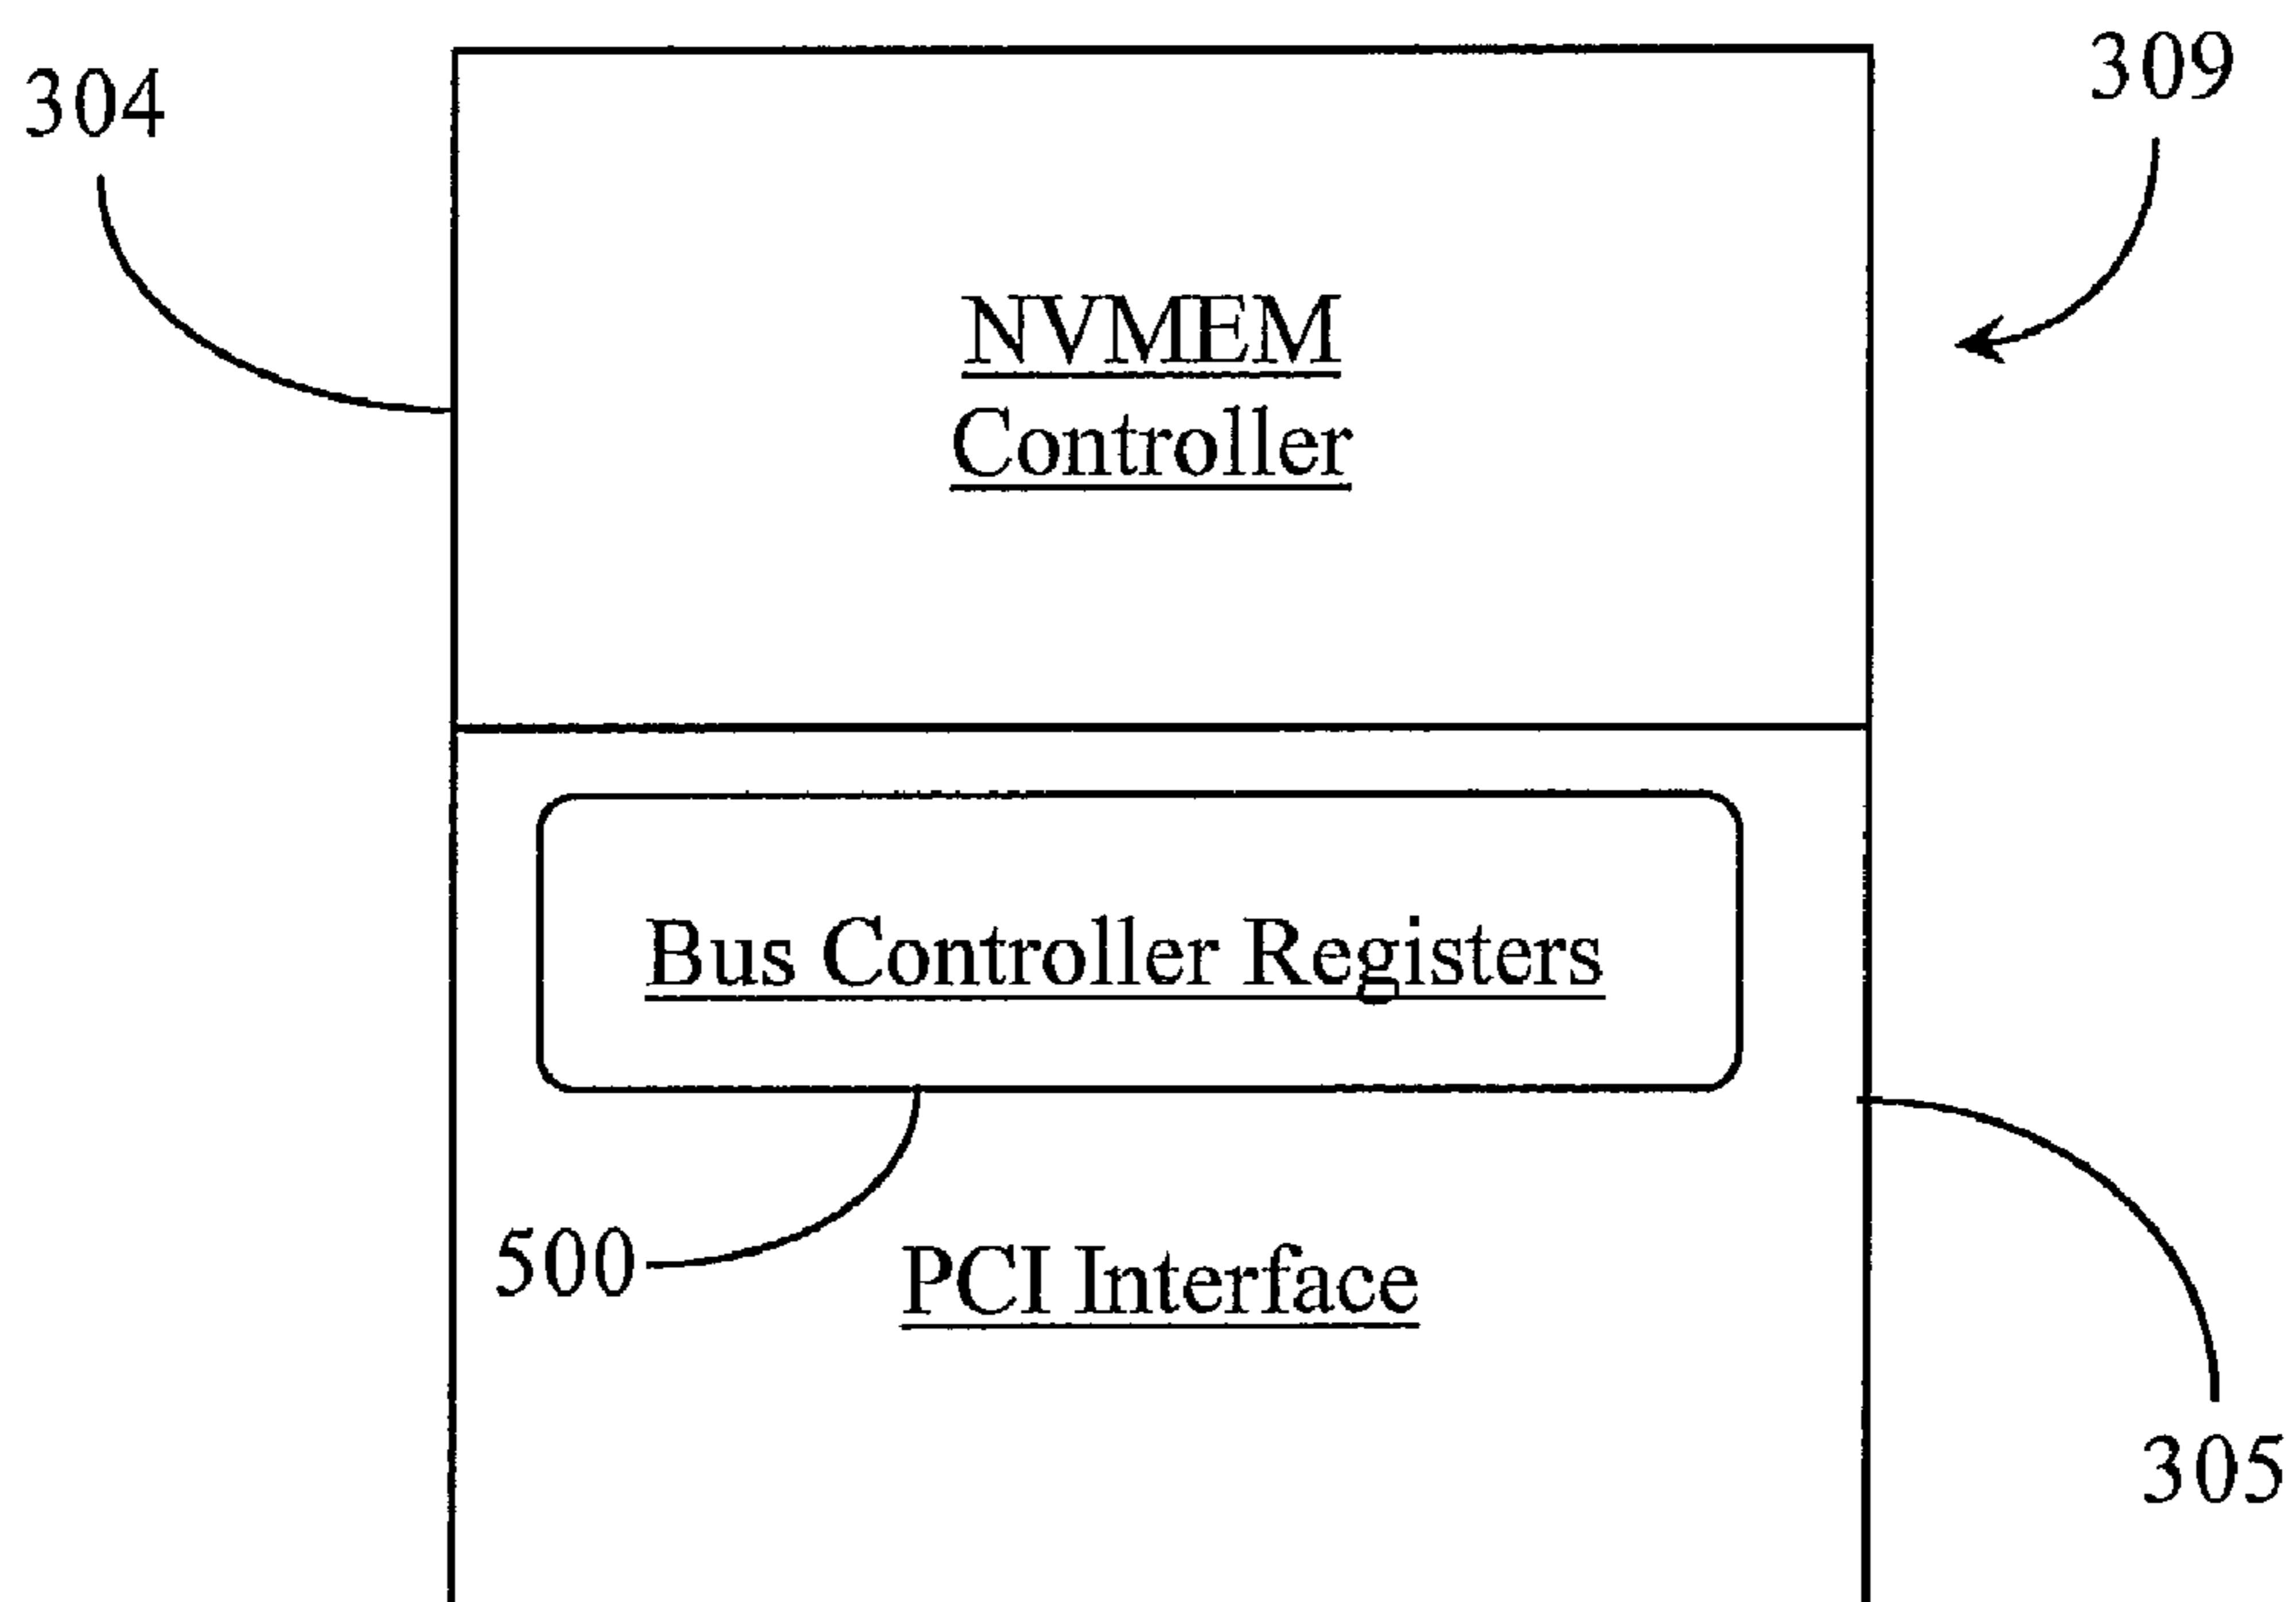 309
304
NVMEM
Controller
Bus Controller Registers
500
PCI Interface
305